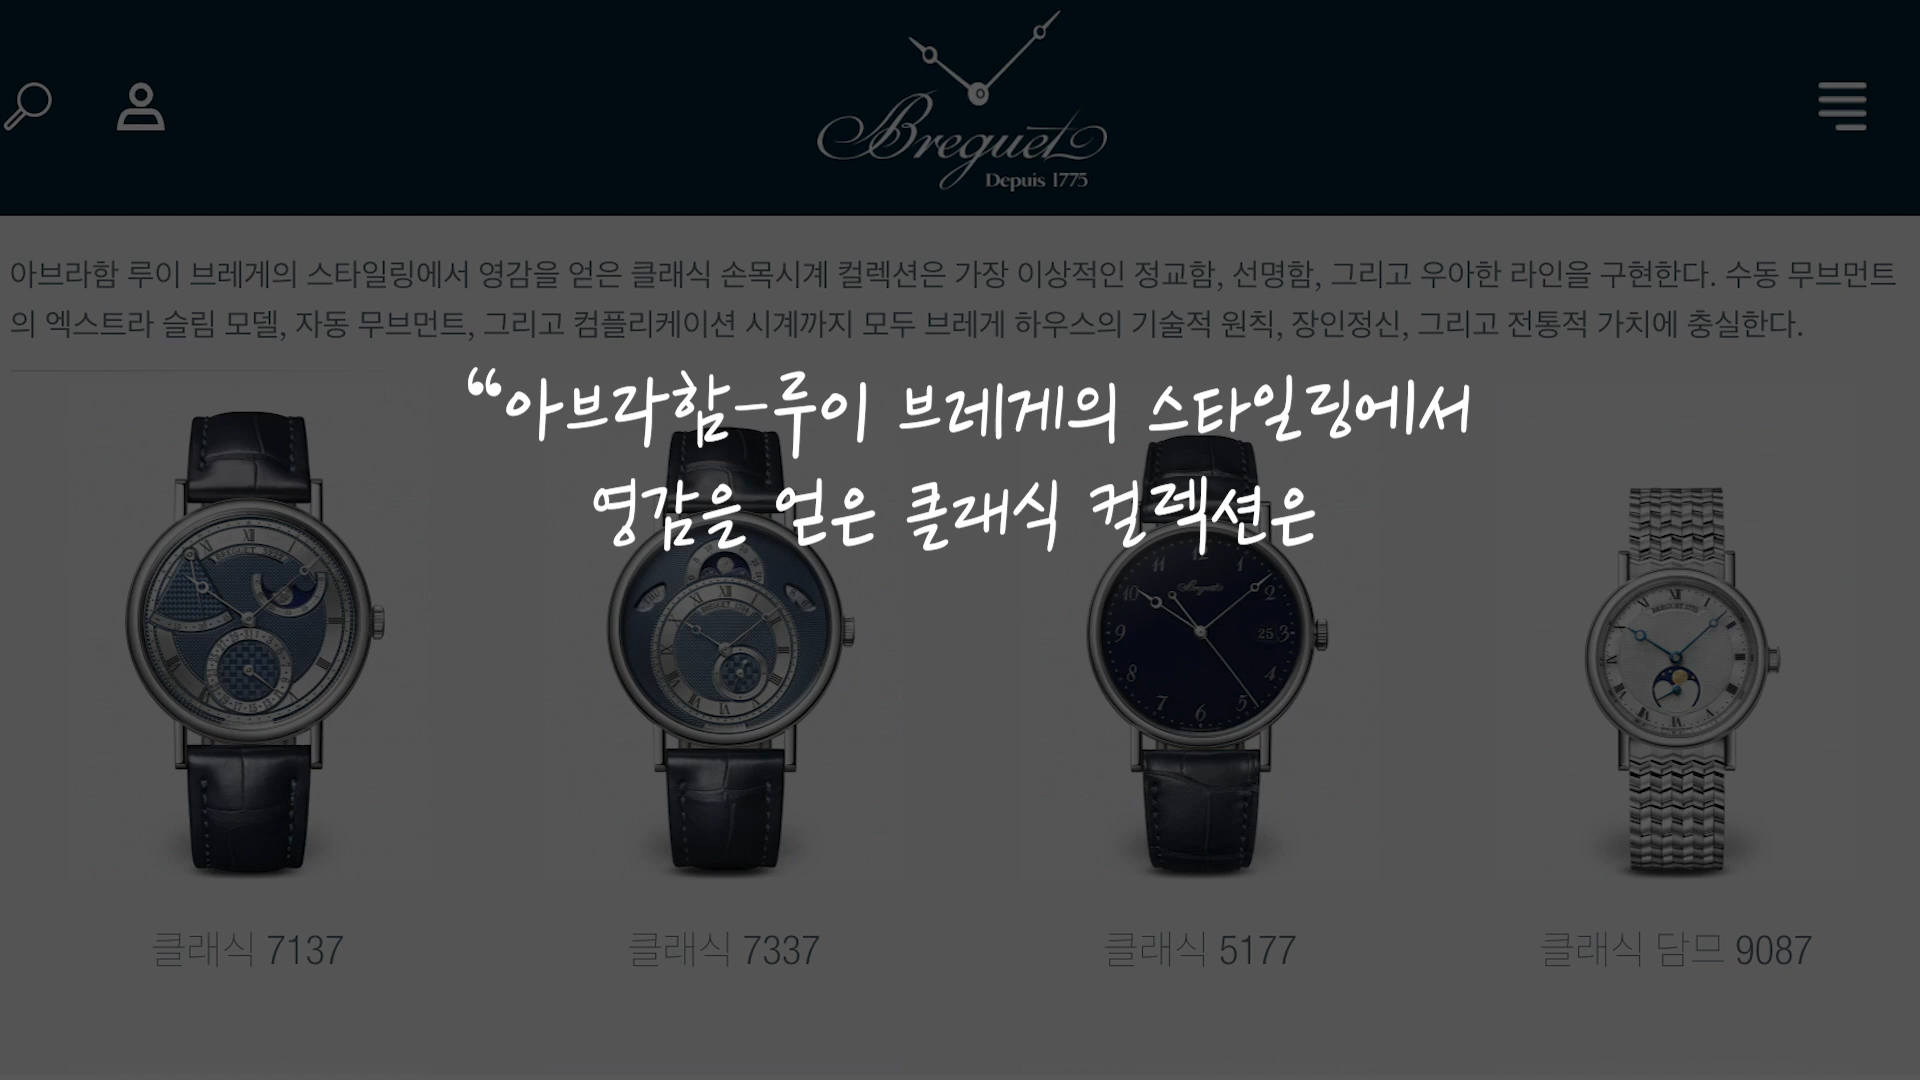 Breguet
Depuis 1775
아브라함 루이 브레게의 스타일링에서 영감을 얻은 클래식 손목시계 컬렉션은 가장 이상적인 정교함, 선명함, 그리고 우아한 라인을 구현한다. 수동 무브먼트
의 엑스트라 슬림 모델, 자동 무브먼트, 그리고 컴플리케이션 시계까지 모두 브레게 하우스의 기술적 원칙, 장인정신, 그리고 전통적 가치에 충실한다.
“아브라함-루이 브레게의 스타일링에서
영감을 얻은 클래식 컬렉션은
클래식 7137
클래식 7337
클래식 5177
클래식 담므 9087